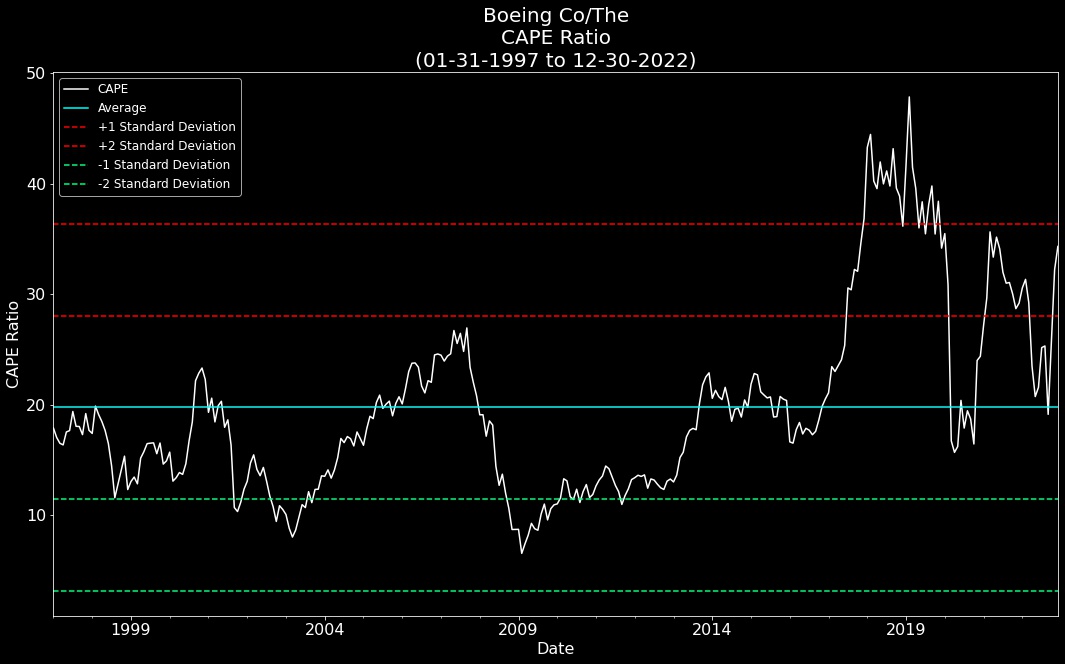 Boeing Co/The
CAPE Ratio
(01-31-1997 to 12-30-2022)
CAPE
Average
+1 Standard Deviation
+2 Standard Deviation
-1 Standard Deviation
-2 Standard Deviation
50
40
30
20
10
CAPE Ratio
1999
2004
2009
2014
2019
Date